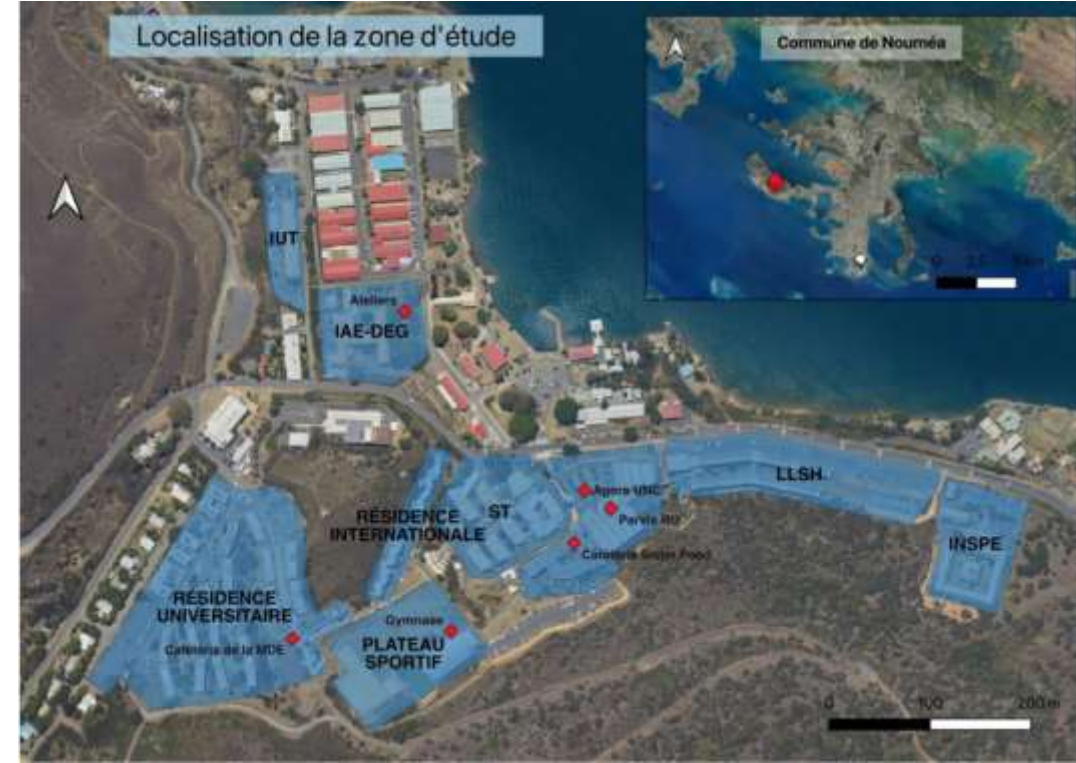 Localisation de la zone d'étude
Commune de Nouméa
IUT
Ateliers
IAE-DEG
LLSH
Agora UNC
Parvis RU
RÉSIDENCE
INTERNATIONALE
ST
INSPE
RÉSIDENCE
UNIVERSITAIRE
Gymnase
PLATEAU
SPORTIF
Cafétéria de la MDE
0 100 200 m